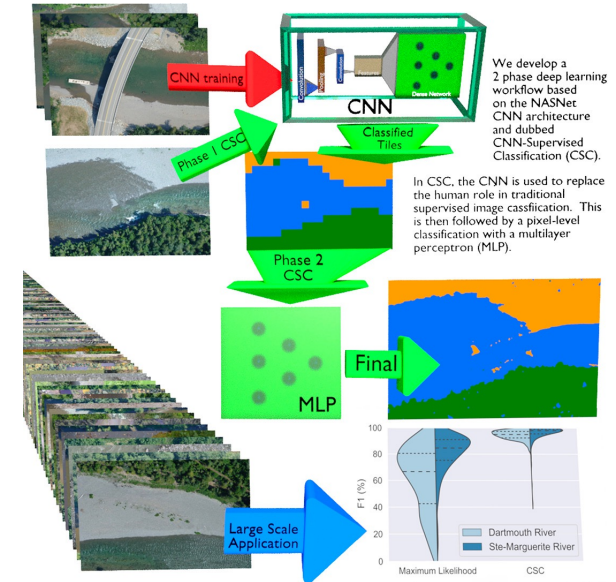 CNN training
Convolution
Pooling
Convolution
Features
Dense Network
CNN
We develop a
2 phase deep learning
workflow based
on the NASNet
CNN architecture
and dubbed
CNN-Supervised
Classification (CSC).
Phase 1 CSC
Classified
Tiles
In CSC, the CNN is used to replace
the human role in traditional
supervised image cassfiication. This
is then followed by a pixel-level
classification with a multilayer
perceptron (MLP).
Phase 2
CSC
MLP
Final
Large Scale
Application
100
80
60
40
20
0
F1 (%)
Dartmouth River
Ste-Marguerite River
Maximum Likelihood
CSC